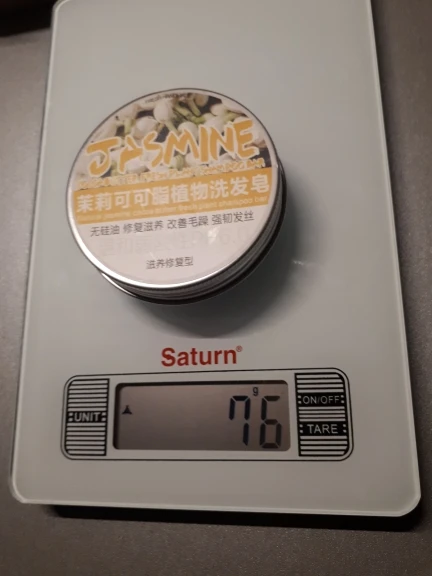 JASMINE
茉莉可可脂植物洗发皂
无硅油 修复滋养 改善毛躁 强韧发丝
滋养修复型
Saturn®
g
UNIT
76
ON/OFF
TARE